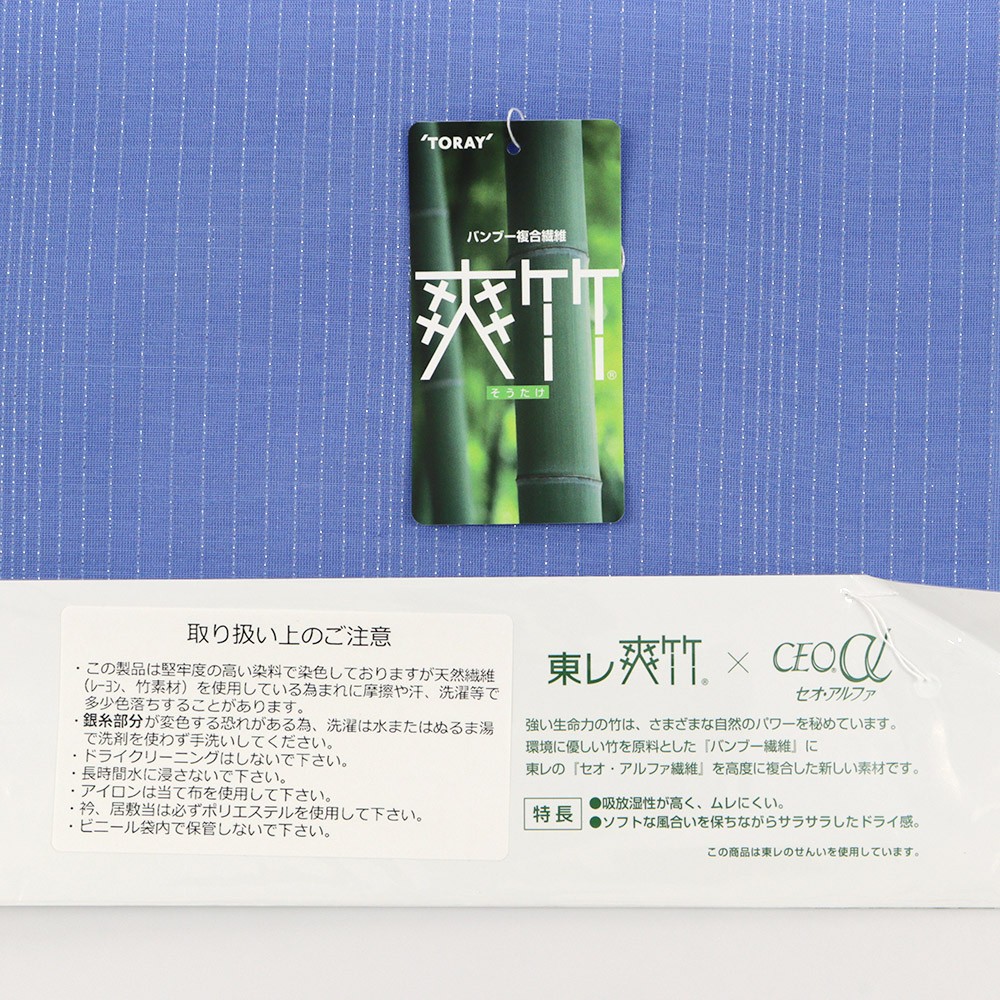 'TORAY'
バンブー複合繊維
爽竹®
そうたけ
取り扱い上のご注意
・この製品は堅牢度の高い染料で染色しておりますが天然繊維
(ﾚｰﾖﾝ、竹素材）を使用している為まれに摩擦や汗、洗濯等で
多少色落ちすることがあります。
・銀糸部分が変色する恐れがある為、洗濯は水またはぬるま湯
で洗剤を使わず手洗いしてください。
・ドライクリーニングはしないで下さい。
・長時間水に浸さないで下さい。
・アイロンは当て布を使用して下さい。
・衿、居敷当は必ずポリエステルを使用して下さい。
・ビニール袋内で保管しないで下さい。
東レ爽竹® × CEO®α
セオ・アルファ
強い生命力の竹は、さまざまな自然のパワーを秘めています。
環境に優しい竹を原料とした『バンブー繊維』に
東レの『セオ・アルファ繊維』を高度に複合した新しい素材です。
特長 ●吸放湿性が高く、ムレにくい。
●ソフトな風合いを保ちながらサラサラしたドライ感。
この商品は東レのせんいを使用しています。